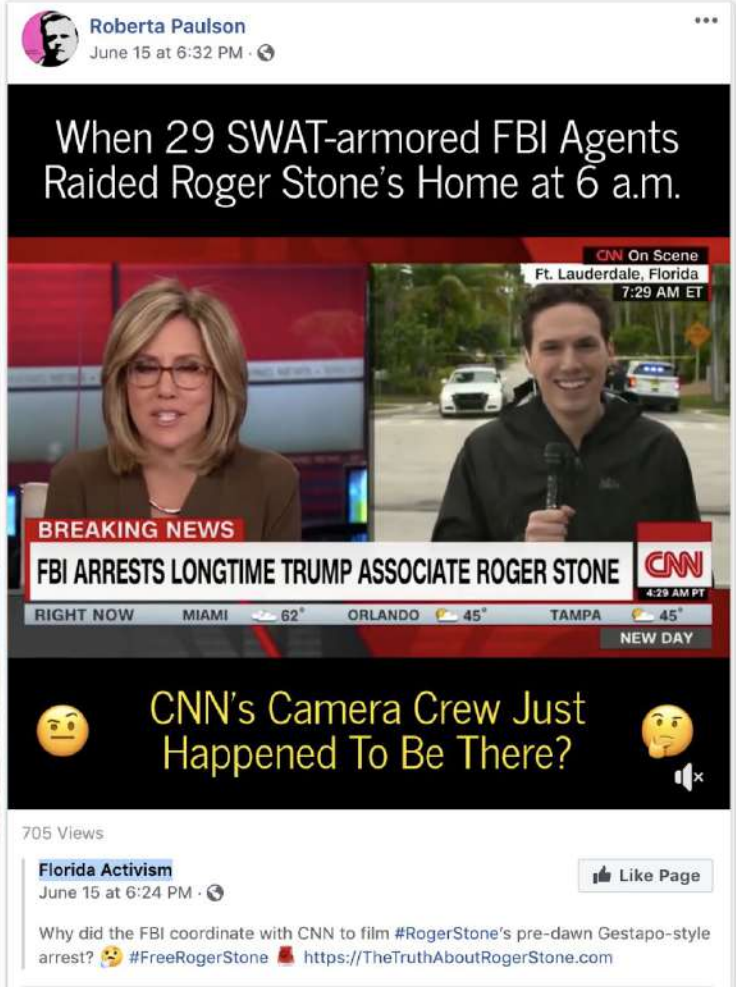 Roberta Paulson
June 15 at 6:32 PM ·
When 29 SWAT-armored FBI Agents
Raided Roger Stone's Home at 6 a.m.
CNN On Scene
Ft. Lauderdale, Florida
7:29 AM ET
BREAKING NEWS
FBI ARRESTS LONGTIME TRUMP ASSOCIATE ROGER STONE
CNN
4:29 AM PT
RIGHT NOW MIAMI 62° ORLANDO 45° TAMPA 45°
NEW DAY
CNN's Camera Crew Just
Happened To Be There?
705 Views
Florida Activism
Like Page
June 15 at 6:24 PM ·
Why did the FBI coordinate with CNN to film #RogerStone's pre-dawn Gestapo-style
arrest? 🤔 #FreeRogerStone https://TheTruthAboutRogerStone.com